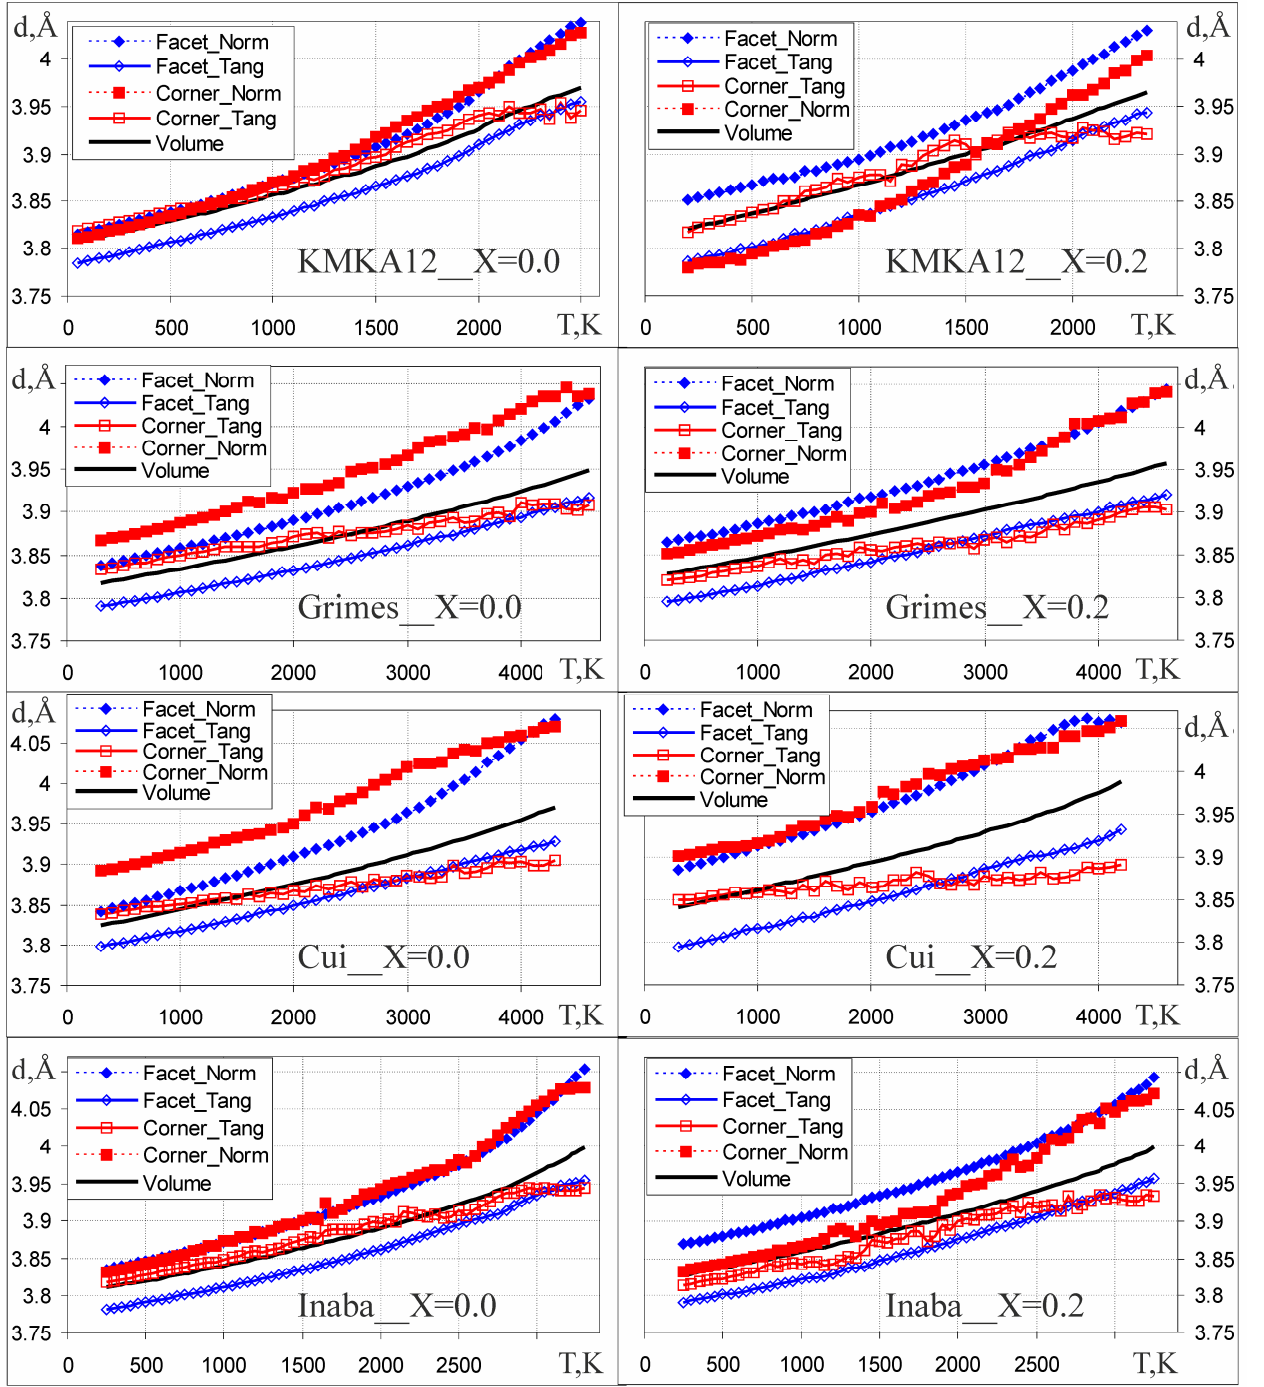 d,Å
Facet_Norm
Facet_Tang
Corner_Norm
Corner_Tang
Volume
4
3.95
3.9
3.85
3.8
3.75
KMKA12__X=0.0
0 500 1000 1500 2000 T,K
d,Å
Facet_Norm
Facet_Tang
Corner_Tang
Corner_Norm
Volume
4
3.95
3.9
3.85
3.8
3.75
KMKA12__X=0.2
0 500 1000 1500 2000 T,K
d,Å
Facet_Norm
Facet_Tang
Corner_Tang
Corner_Norm
Volume
4
3.95
3.9
3.85
3.8
3.75
Grimes__X=0.0
0 1000 2000 3000 4000 T,K
d,Å
Facet_Norm
Facet_Tang
Corner_Tang
Corner_Norm
Volume
4
3.95
3.9
3.85
3.8
3.75
Grimes__X=0.2
0 1000 2000 3000 4000 T,K
d,Å
Facet_Norm
Facet_Tang
Corner_Tang
Corner_Norm
Volume
4.05
4
3.95
3.9
3.85
3.8
3.75
Cui__X=0.0
0 1000 2000 3000 4000 T,K
d,Å
Facet_Norm
Facet_Tang
Corner_Tang
Corner_Norm
Volume
4
3.95
3.9
3.85
3.8
3.75
Cui__X=0.2
0 1000 2000 3000 4000 T,K
d,Å
Facet_Norm
Facet_Tang
Corner_Tang
Corner_Norm
Volume
4.05
4
3.95
3.9
3.85
3.8
3.75
Inaba__X=0.0
0 500 1000 1500 2000 2500 T,K
d,Å
Facet_Norm
Facet_Tang
Corner_Tang
Corner_Norm
Volume
4.05
4
3.95
3.9
3.85
3.8
3.75
Inaba__X=0.2
0 500 1000 1500 2000 2500 T,K